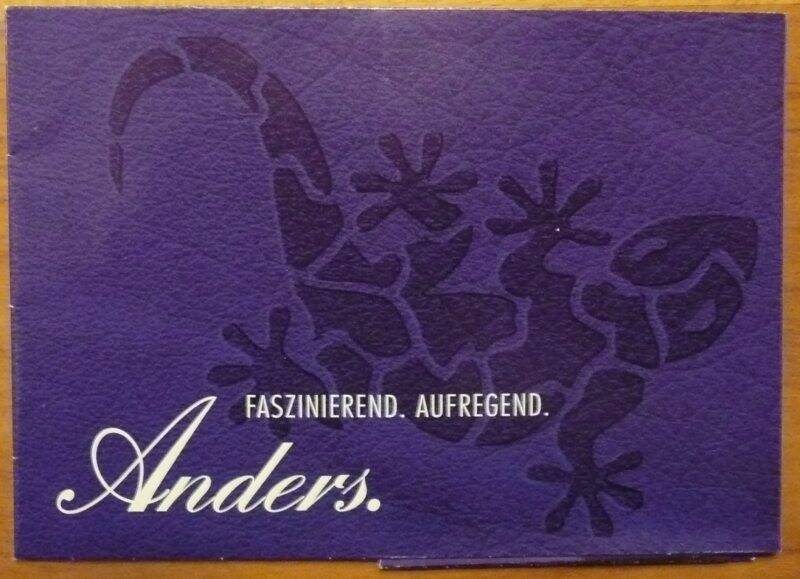 FASZINIEREND. AUFREGEND.
Anders.